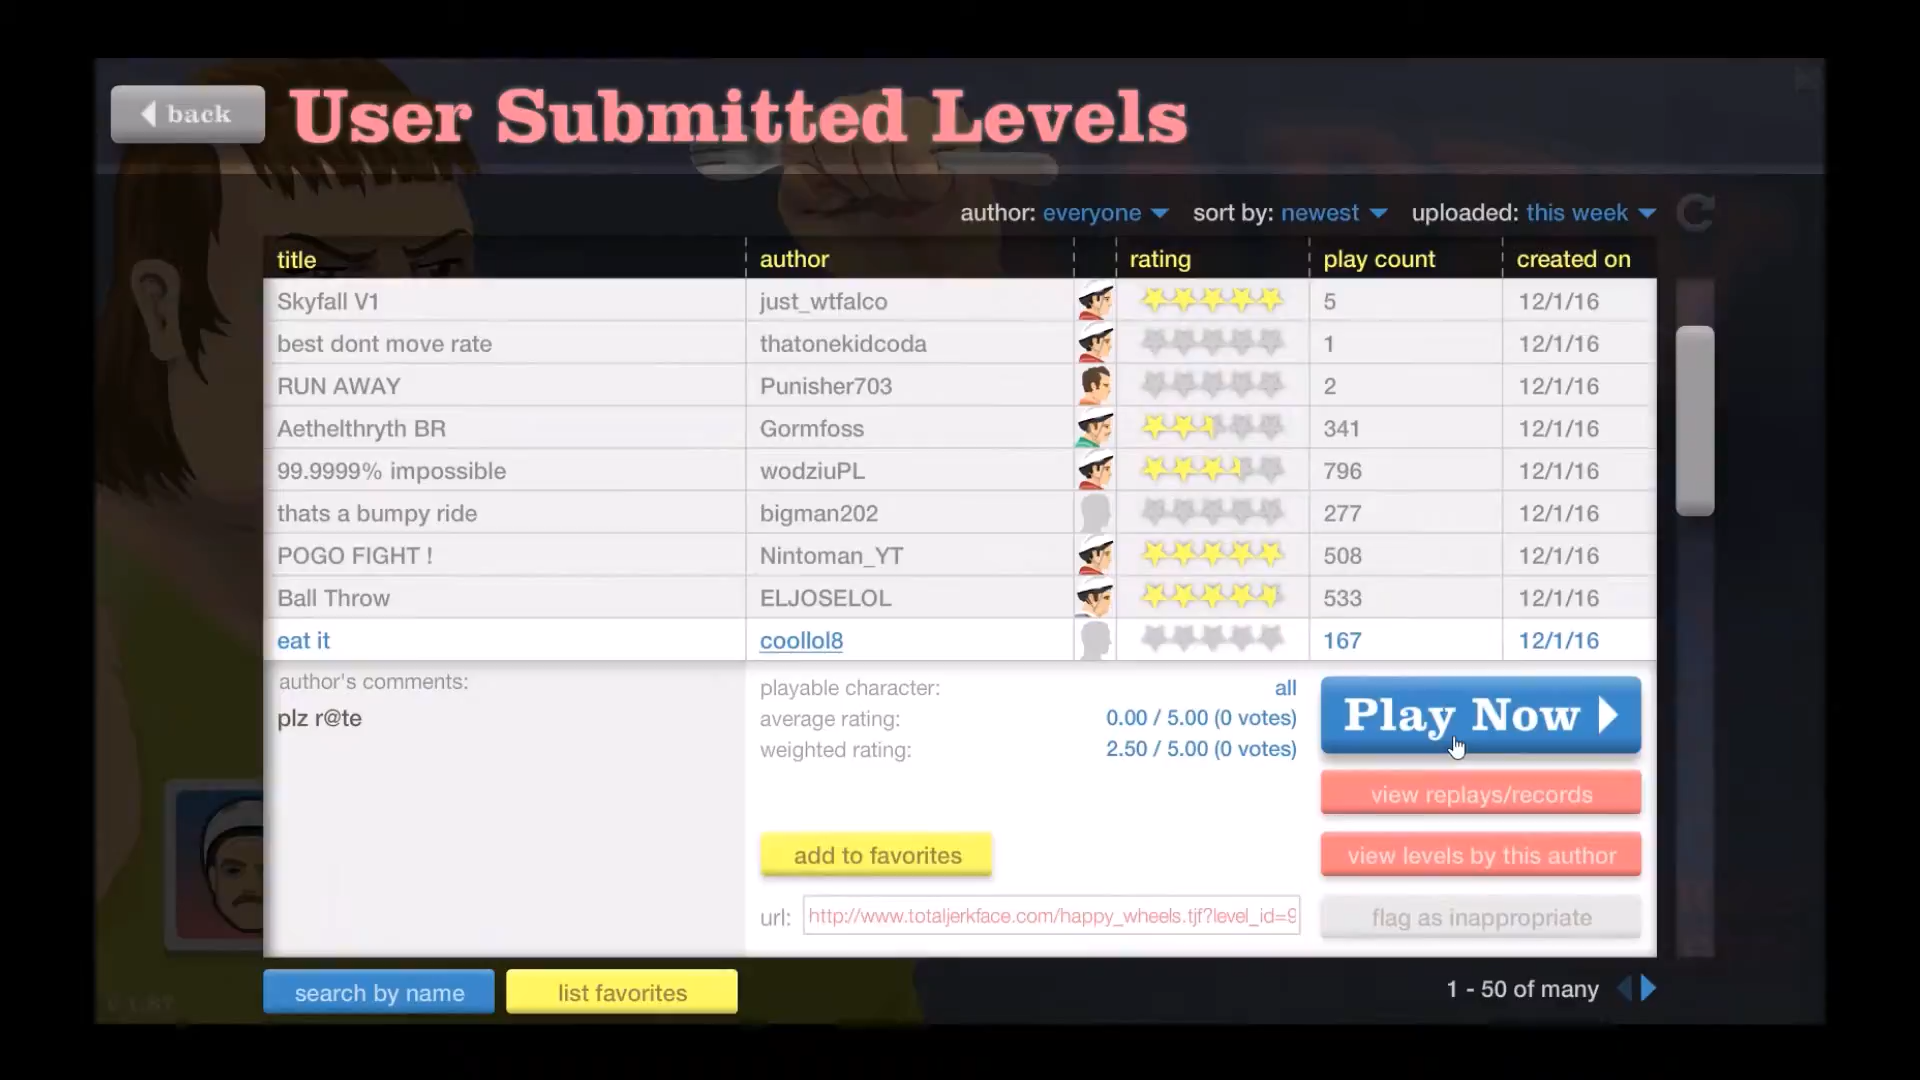 back
User Submitted Levels
author: everyone sort by: newest uploaded: this week
title author rating play count created on
Skyfall V1 just_wtfalco 5 12/1/16
best dont move rate thatonekidcoda 1 12/1/16
RUN AWAY Punisher703 2 12/1/16
Aethelthryth BR Gormfoss 341 12/1/16
99.9999% impossible wodziuPL 796 12/1/16
thats a bumpy ride bigman202 277 12/1/16
POGO FIGHT ! Nintoman_YT 508 12/1/16
Ball Throw ELJOSELOL 533 12/1/16
eat it coollol8 167 12/1/16
author's comments:
plz r@te
playable character: all
average rating: 0.00 / 5.00 (0 votes)
weighted rating: 2.50 / 5.00 (0 votes)
Play Now
view replays/records
add to favorites
view levels by this author
url: http://www.totaljerkface.com/happy_wheels.tjf?level_id=9
flag as inappropriate
search by name
list favorites
1 - 50 of many